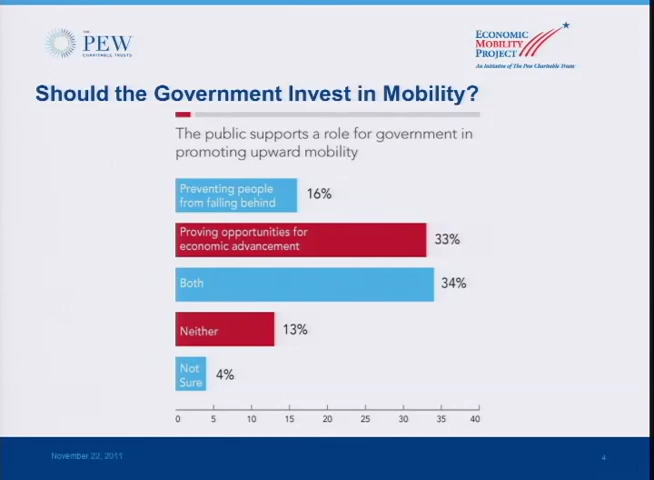 THE
PEW
CHARITABLE TRUSTS
ECONOMIC
MOBILITY
PROJECT
An Initiative of The Pew Charitable Trusts
Should the Government Invest in Mobility?
The public supports a role for government in
promoting upward mobility
Preventing people
from falling behind
16%
Proving opportunities for
economic advancement
33%
Both
34%
Neither
13%
Not
Sure
4%
0 5 10 15 20 25 30 35 40
November 22, 2011
4